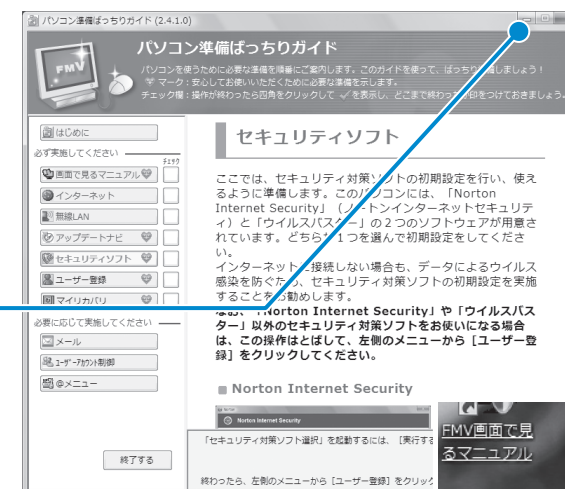 パソコン準備ばっちりガイド (2.4.1.0)
FMV
パソコン準備ばっちりガイド
パソコンを使うために必要な準備を順番にご案内します。このガイドを使って、ばっちり準備しましょう!
マーク:安心してお使いいただくために必要な準備を示します。
チェック欄:操作が終わったら四角をクリックして ✓を表示し、どこまで終わったか印をつけておきましょう。
はじめに
必ず実施してください
チェック
画面で見るマニュアル
インターネット
無線LAN
アップデートナビ
セキュリティソフト
ユーザー登録
マイリカバリ
必要に応じて実施してください
メール
ユーザーアカウント制御
@メニュー
終了する
セキュリティソフト
ここでは、セキュリティ対策ソフトの初期設定を行い、使え
るように準備します。このパソコンには、「Norton
Internet Security」(ノートンインターネットセキュリテ
ィ)と「ウイルスバスター」の2つのソフトウェアが用意さ
れています。どちらか1つを選んで初期設定をしてくださ
い。
インターネットに接続しない場合も、データによるウイルス
感染を防ぐため、セキュリティ対策ソフトの初期設定を実施
することをお勧めします。
なお、「Norton Internet Security」や「ウイルスバス
ター」以外のセキュリティ対策ソフトをお使いになる場合
は、この操作はとばして、左側のメニューから[ユーザー登
録]をクリックしてください。
■ Norton Internet Security
Norton Internet Security
「セキュリティ対策ソフト選択」を起動するには、[実行する
終わったら、左側のメニューから[ユーザー登録]をクリック
FMV画面で見
るマニュアル